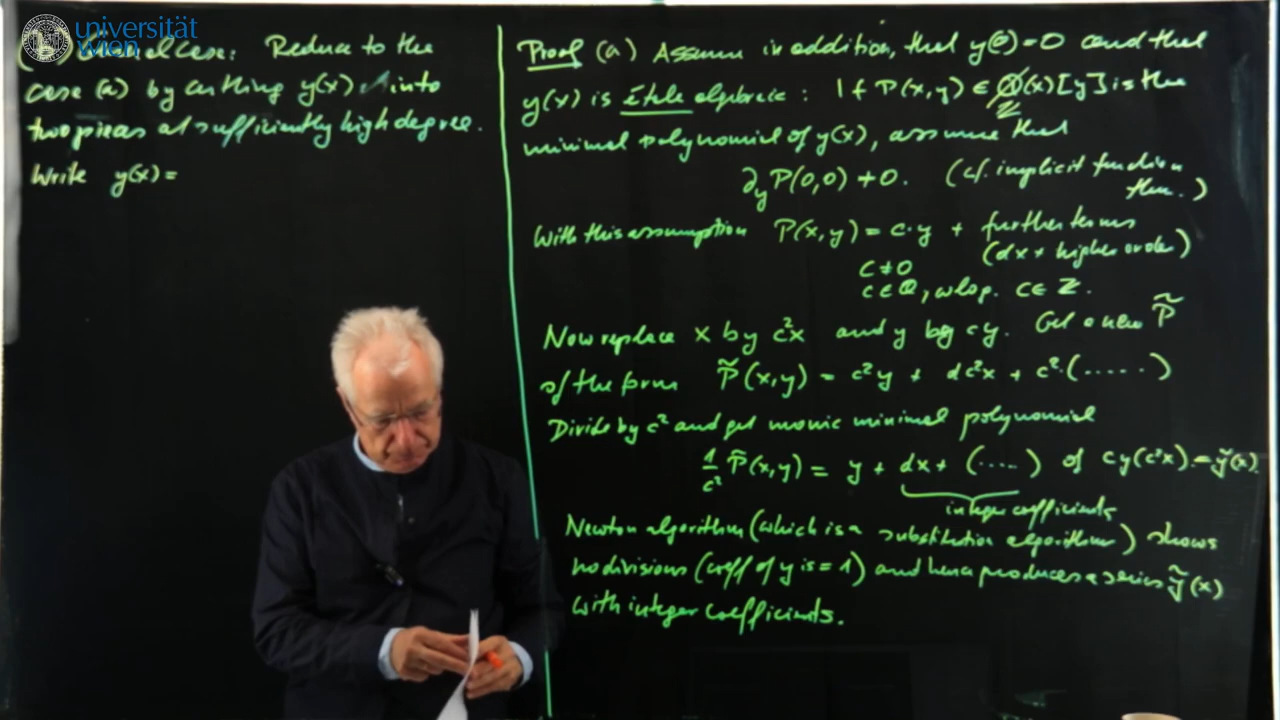 universität
wien
General case: Reduce to the
case (a) by cutting y(x) into
two pieces at sufficiently high degree.
Write y(x) =
Proof (a) Assume in addition, that y(0)=0 and that
y(x) is étale algebraic: If P(x,y) ∈ ℤ(x)[y] is the
minimal polynomial of y(x), assume that
∂_y P(0,0) ≠ 0. (cf. implicit function
thm.)
With this assumption P(x,y) = c·y + further terms
(dx + higher order)
c ≠ 0
c ∈ ℚ, wlog. c ∈ ℤ.
Now replace x by c²x and y by cy. Get a new P̃
of the form P̃(x,y) = c²y + dc²x + c²·(.....)
Divide by c² and get monic minimal polynomial
1/c² P̃(x,y) = y + dx + (....) of cy(c²x) = ỹ(x).
integer coefficients
Newton algorithm (which is a substitution algorithm) shows
no divisions (coeff of y is = 1) and hence produces a series ỹ(x)
with integer coefficients.